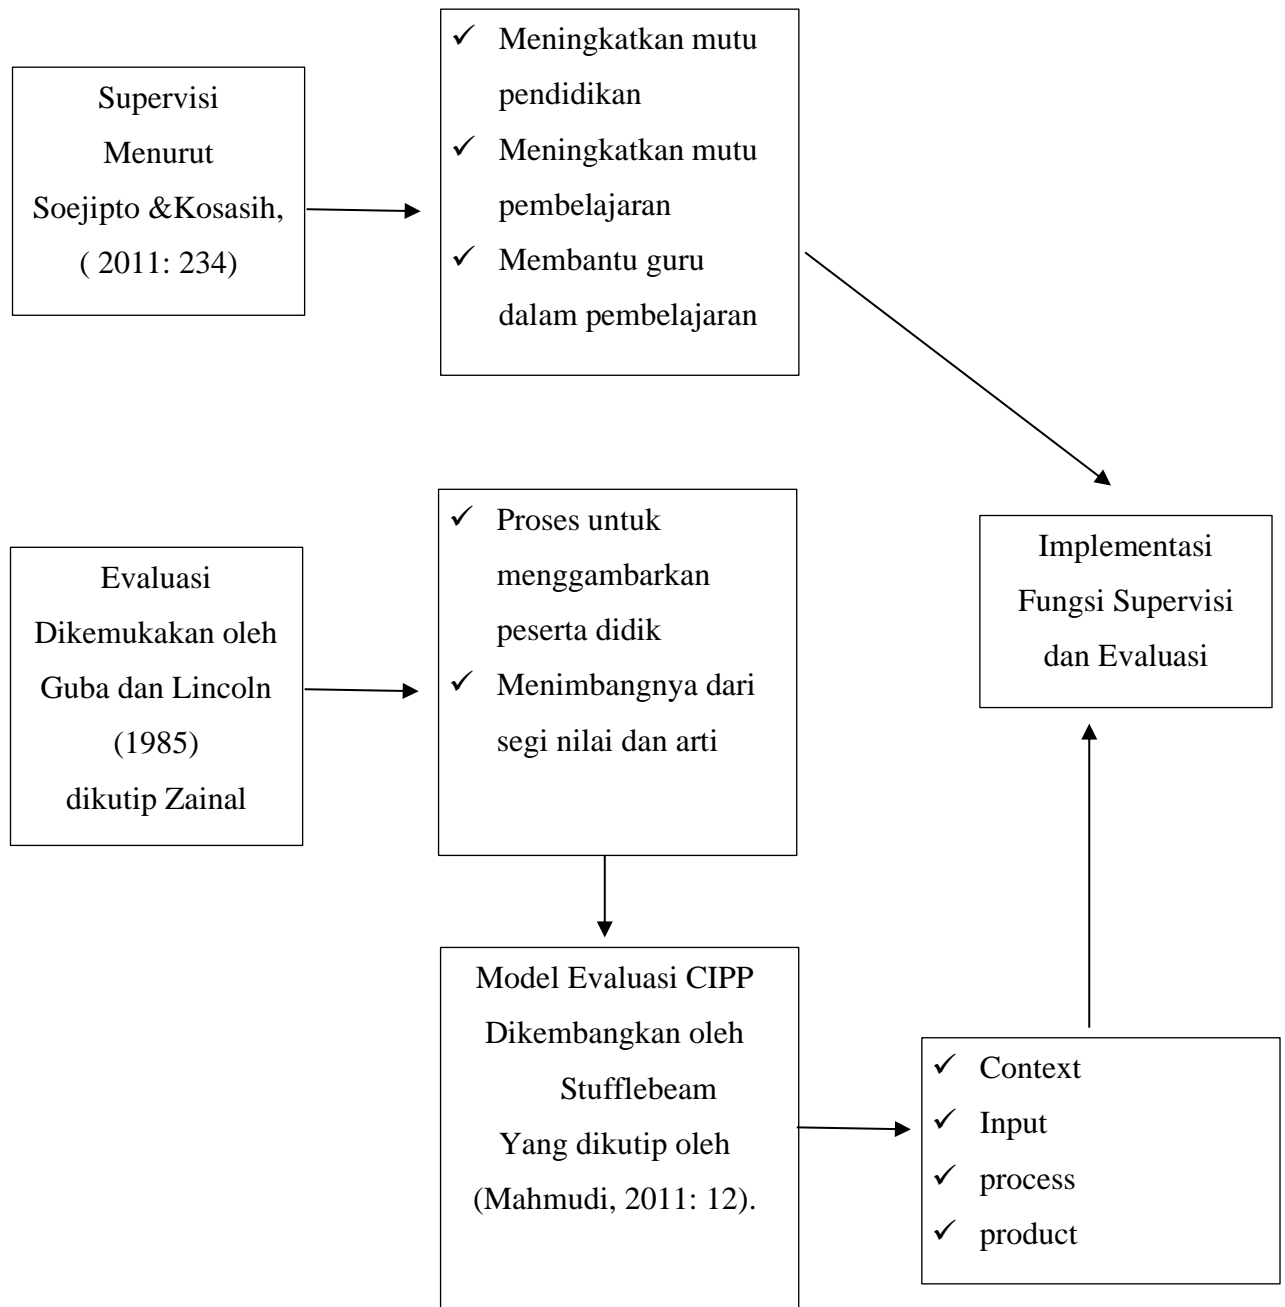 Supervisi
Menurut
Soejipto &Kosasih,
( 2011: 234)
✓ Meningkatkan mutu
pendidikan
✓ Meningkatkan mutu
pembelajaran
✓ Membantu guru
dalam pembelajaran
Evaluasi
Dikemukakan oleh
Guba dan Lincoln
(1985)
dikutip Zainal
✓ Proses untuk
menggambarkan
peserta didik
✓ Menimbangnya dari
segi nilai dan arti
Implementasi
Fungsi Supervisi
dan Evaluasi
Model Evaluasi CIPP
Dikembangkan oleh
Stufflebeam
Yang dikutip oleh
(Mahmudi, 2011: 12).
✓ Context
✓ Input
✓ process
✓ product